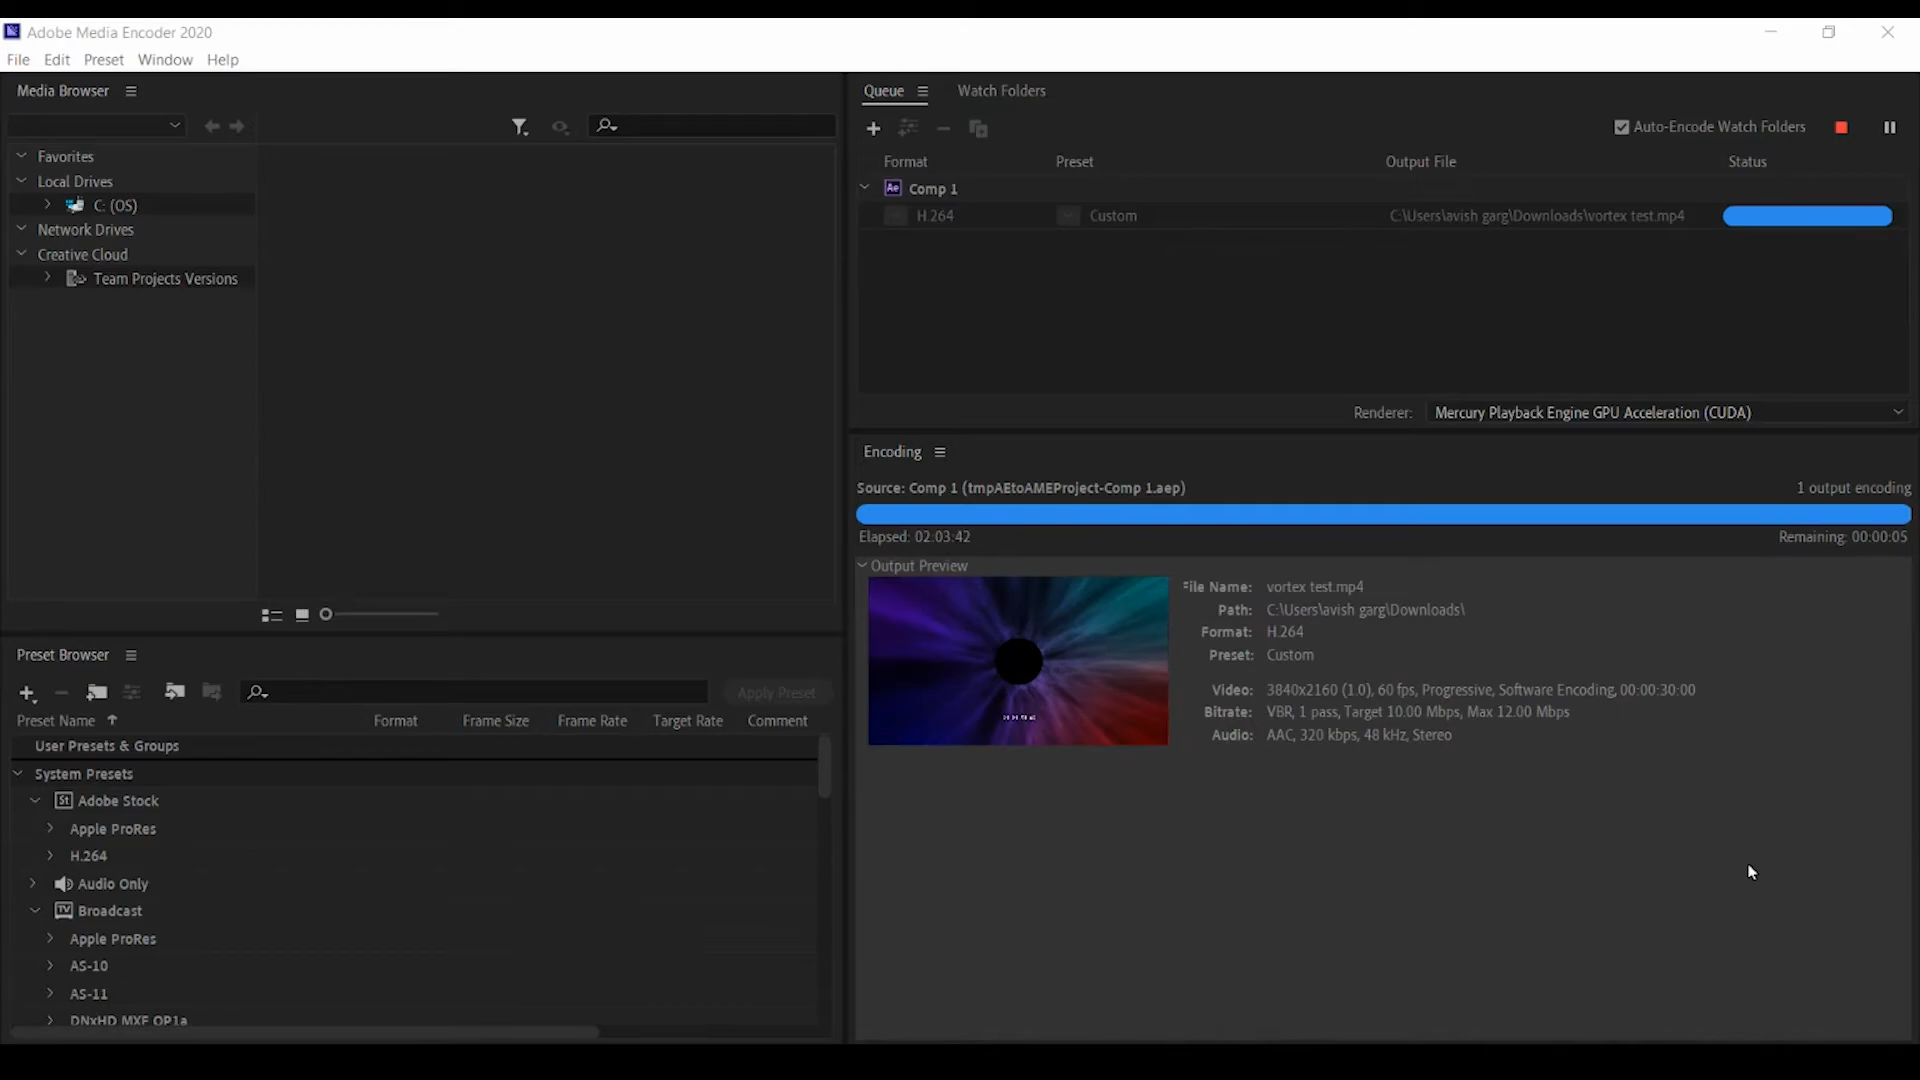 Adobe Media Encoder 2020
File Edit Preset Window Help
Media Browser
Favorites
Local Drives
C: (OS)
Network Drives
Creative Cloud
Team Projects Versions
Preset Browser
Apply Preset
Preset Name Format Frame Size Frame Rate Target Rate Comment
User Presets & Groups
System Presets
St Adobe Stock
Apple ProRes
H.264
Audio Only
TV Broadcast
Apple ProRes
AS-10
AS-11
DNxHD MXF OP1a
Queue Watch Folders
Auto-Encode Watch Folders
Format Preset Output File Status
Ae Comp 1
H.264 Custom C:\Users\avish garg\Downloads\vortex test.mp4
Renderer: Mercury Playback Engine GPU Acceleration (CUDA)
Encoding
Source: Comp 1 (tmpAEtoAMEProject-Comp 1.aep) 1 output encoding
Elapsed: 02:03:42 Remaining: 00:00:05
Output Preview
File Name: vortex test.mp4
Path: C:\Users\avish garg\Downloads\
Format: H.264
Preset: Custom
Video: 3840x2160 (1.0), 60 fps, Progressive, Software Encoding, 00:00:30:00
Bitrate: VBR, 1 pass, Target 10.00 Mbps, Max 12.00 Mbps
Audio: AAC, 320 kbps, 48 kHz, Stereo